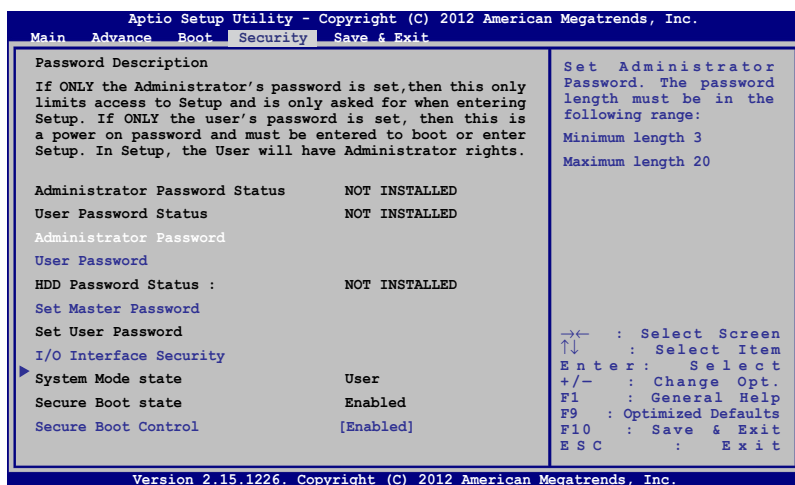 Aptio Setup Utility - Copyright (C) 2012 American Megatrends, Inc.
Main Advance Boot Security Save & Exit
Password Description
If ONLY the Administrator's password is set,then this only
limits access to Setup and is only asked for when entering
Setup. If ONLY the user's password is set, then this is
a power on password and must be entered to boot or enter
Setup. In Setup, the User will have Administrator rights.
Administrator Password Status NOT INSTALLED
User Password Status NOT INSTALLED
Administrator Password
User Password
HDD Password Status : NOT INSTALLED
Set Master Password
Set User Password
I/O Interface Security
System Mode state User
Secure Boot state Enabled
Secure Boot Control [Enabled]
Set Administrator
Password. The password
length must be in the
following range:
Minimum length 3
Maximum length 20
→← : Select Screen
↑↓ : Select Item
Enter: Select
+/— : Change Opt.
F1 : General Help
F9 : Optimized Defaults
F10 : Save & Exit
ESC : Exit
Version 2.15.1226. Copyright (C) 2012 American Megatrends, Inc.